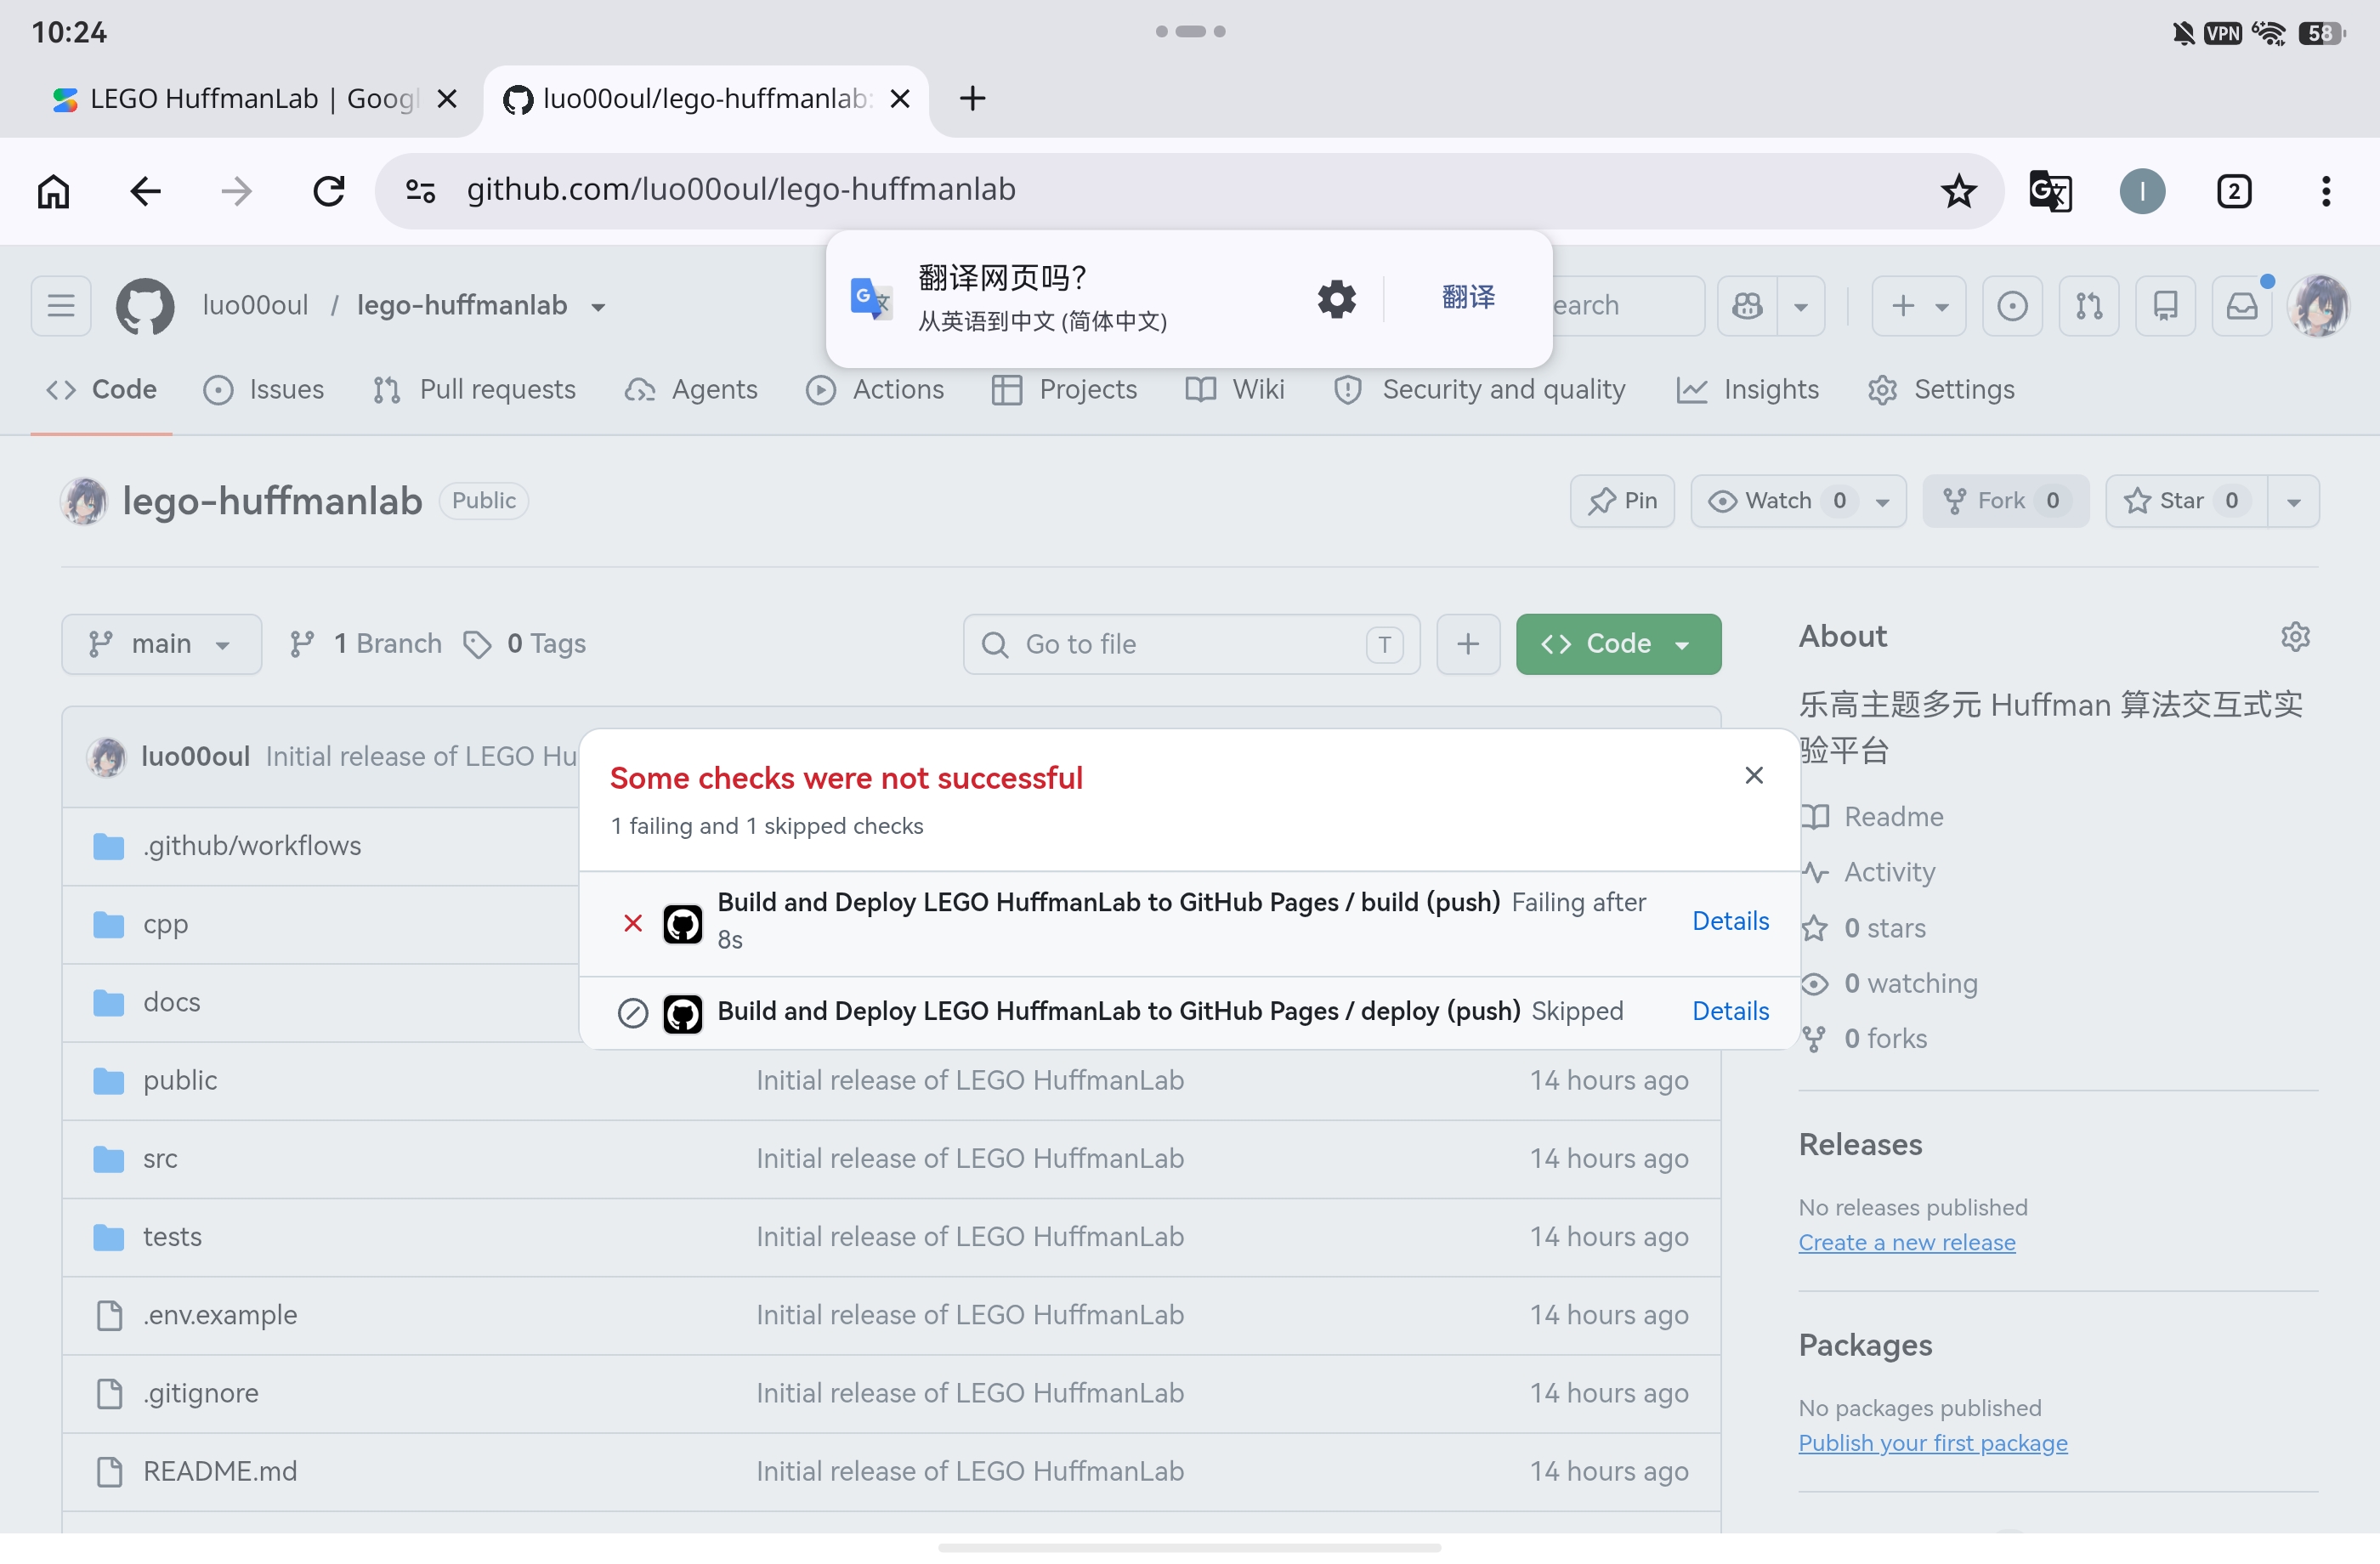 10:24
VPN
6+
58
LEGO HuffmanLab | Googl
luo00oul/lego-huffmanlab:
github.com/luo00oul/lego-huffmanlab
I
2
翻译网页吗?
从英语到中文 (简体中文)
翻译
luo00oul / lego-huffmanlab
earch
Code
Issues
Pull requests
Agents
Actions
Projects
Wiki
Security and quality
Insights
Settings
lego-huffmanlab
Public
Pin
Watch 0
Fork 0
Star 0
main
1 Branch
0 Tags
Go to file
T
Code
About
乐高主题多元 Huffman 算法交互式实
验平台
luo00oul Initial release of LEGO Hu
Some checks were not successful
1 failing and 1 skipped checks
Build and Deploy LEGO HuffmanLab to GitHub Pages / build (push) Failing after
8s
Details
Build and Deploy LEGO HuffmanLab to GitHub Pages / deploy (push) Skipped
Details
.github/workflows
cpp
docs
public Initial release of LEGO HuffmanLab 14 hours ago
src Initial release of LEGO HuffmanLab 14 hours ago
tests Initial release of LEGO HuffmanLab 14 hours ago
.env.example Initial release of LEGO HuffmanLab 14 hours ago
.gitignore Initial release of LEGO HuffmanLab 14 hours ago
README.md Initial release of LEGO HuffmanLab 14 hours ago
Readme
Activity
0 stars
0 watching
0 forks
Releases
No releases published
Create a new release
Packages
No packages published
Publish your first package